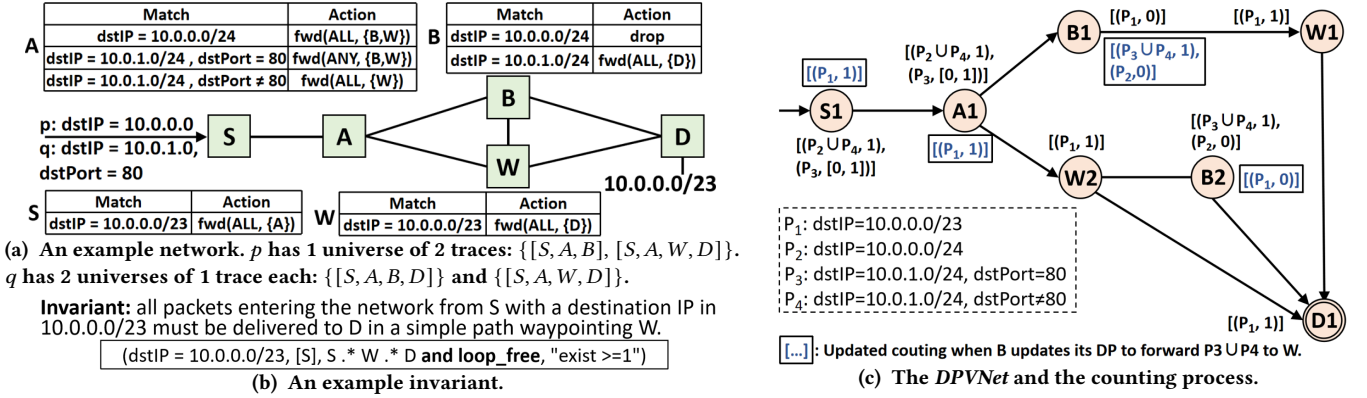 A
Match Action
dstIP = 10.0.0.0/24 fwd(ALL, {B,W})
dstIP = 10.0.1.0/24 , dstPort = 80 fwd(ANY, {B,W})
dstIP = 10.0.1.0/24 , dstPort ≠ 80 fwd(ALL, {W})
B
Match Action
dstIP = 10.0.0.0/24 drop
dstIP = 10.0.1.0/24 fwd(ALL, {D})
p: dstIP = 10.0.0.0
q: dstIP = 10.0.1.0,
dstPort = 80
S
A
B
W
D
10.0.0.0/23
S
Match Action
dstIP = 10.0.0.0/23 fwd(ALL, {A})
W
Match Action
dstIP = 10.0.0.0/23 fwd(ALL, {D})
(a) An example network. p has 1 universe of 2 traces: {[S, A, B], [S, A, W, D]}.
q has 2 universes of 1 trace each: {[S, A, B, D]} and {[S, A, W, D]}.
Invariant: all packets entering the network from S with a destination IP in
10.0.0.0/23 must be delivered to D in a simple path waypointing W.
(dstIP = 10.0.0.0/23, [S], S .* W .* D and loop_free, "exist >=1")
(b) An example invariant.
[(P₁, 0)]
[(P₁, 1)]
B1
W1
[(P₃∪P₄, 1),
(P₂,0)]
[(P₂∪P₄, 1),
(P₃, [0, 1])]
[(P₁, 1)]
S1
A1
[(P₂∪P₄, 1),
(P₃, [0, 1])]
[(P₁, 1)]
[(P₁, 1)]
W2
[(P₃∪P₄, 1),
(P₂, 0)]
B2
[(P₁, 0)]
P₁: dstIP=10.0.0.0/23
P₂: dstIP=10.0.0.0/24
P₃: dstIP=10.0.1.0/24, dstPort=80
P₄: dstIP=10.0.1.0/24, dstPort≠80
[(P₁, 1)]
D1
[...] : Updated couting when B updates its DP to forward P3∪P4 to W.
(c) The DPVNet and the counting process.